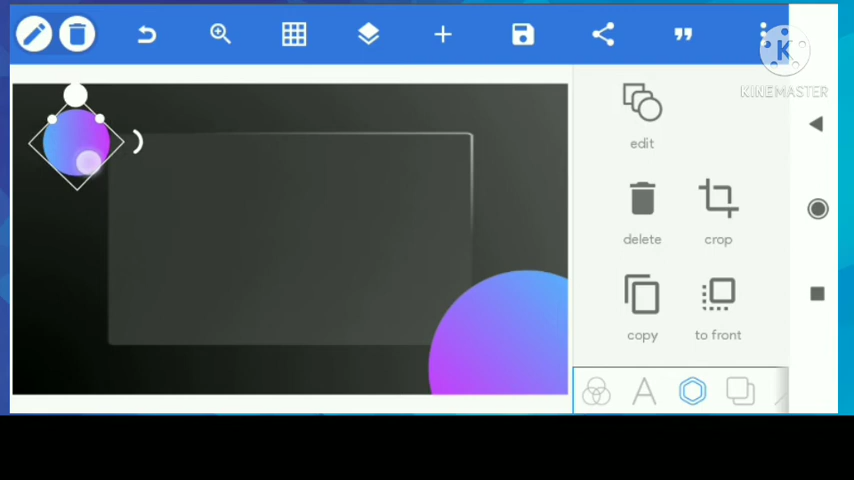 K
KINEMASTER
edit
delete
crop
copy
to front
A